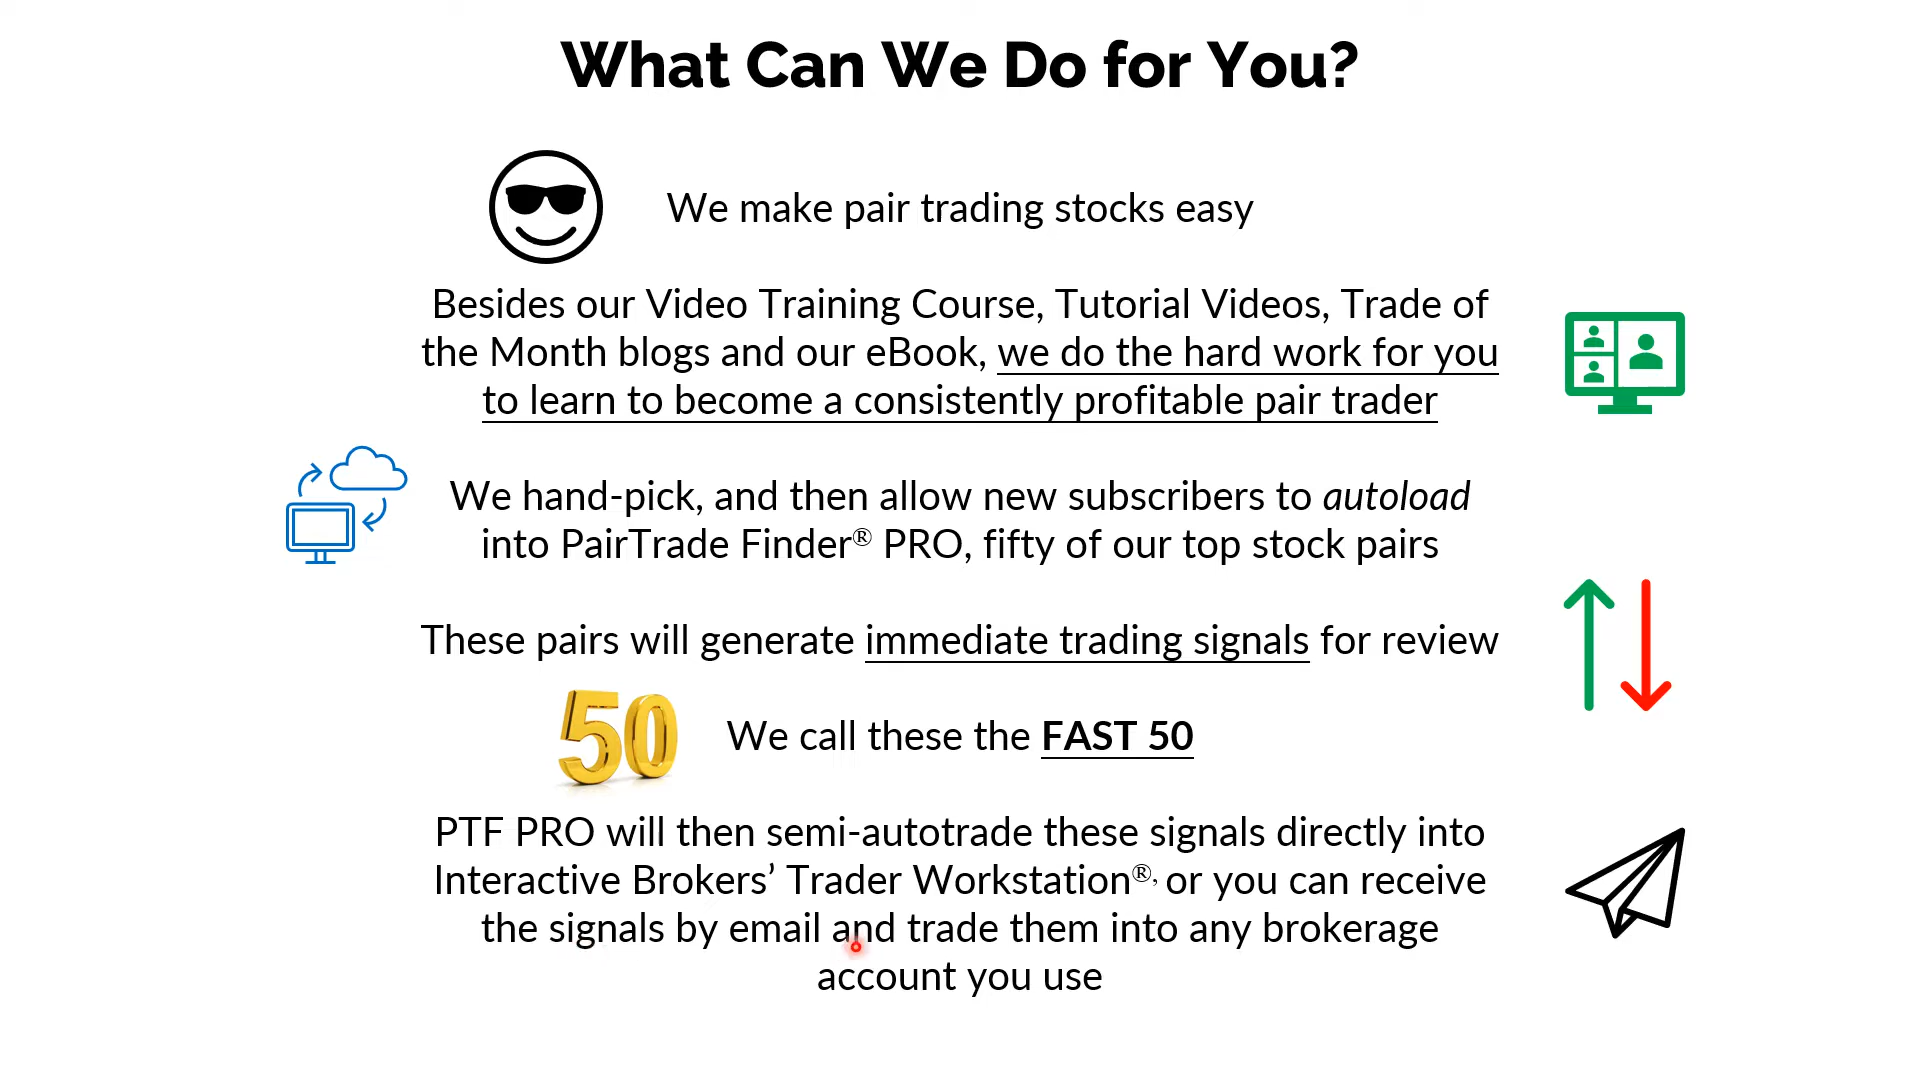 What Can We Do for You?
We make pair trading stocks easy
Besides our Video Training Course, Tutorial Videos, Trade of
the Month blogs and our eBook, we do the hard work for you
to learn to become a consistently profitable pair trader
We hand-pick, and then allow new subscribers to autoload
into PairTrade Finder® PRO, fifty of our top stock pairs
These pairs will generate immediate trading signals for review
50
We call these the FAST 50
PTF PRO will then semi-autotrade these signals directly into
Interactive Brokers’ Trader Workstation®, or you can receive
the signals by email and trade them into any brokerage
account you use